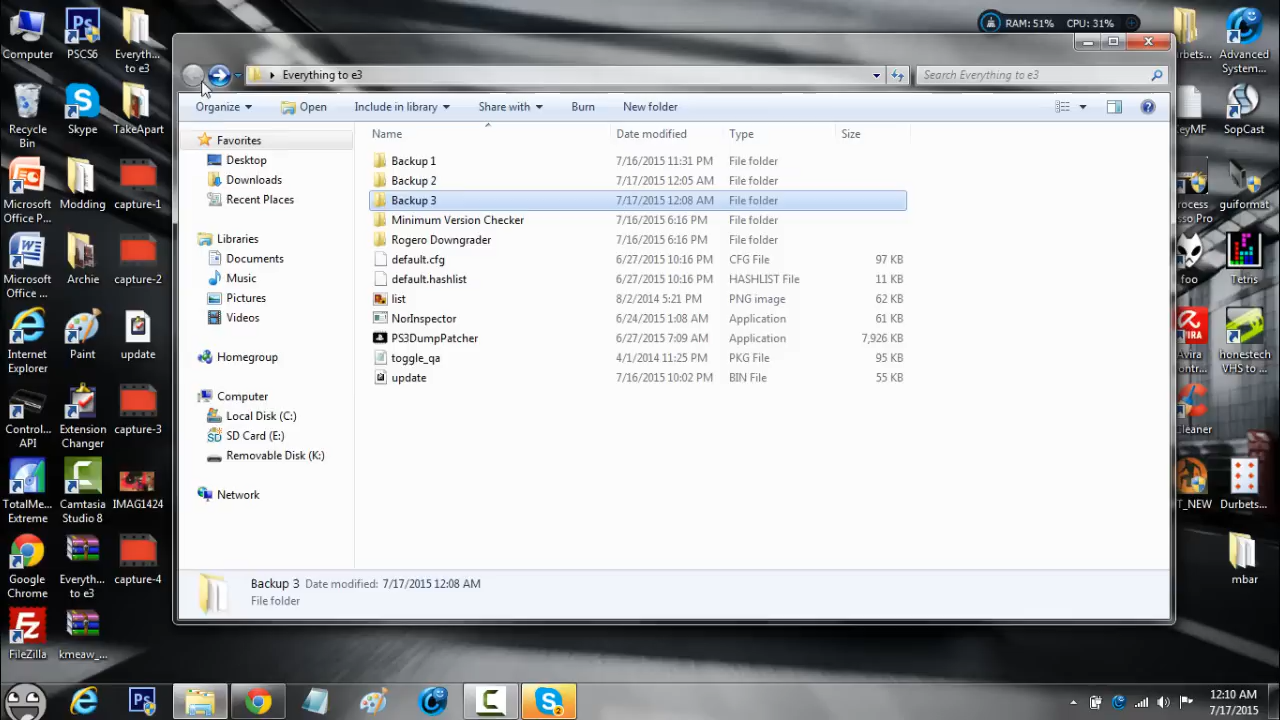 RAM: 51% CPU: 31%
Computer
PSCS6
Everyth... to e3
Recycle Bin
Skype
TakeApart
Microsoft Office P...
Modding
capture-1
Microsoft Office ...
Archie
capture-2
Internet Explorer
Paint
update
Control... API
Extension Changer
capture-3
TotalMe... Extreme
Camtasia Studio 8
IMAG1424
Google Chrome
Everyth... to e3
capture-4
FileZilla
kmeaw_...
Everything to e3
Search Everything to e3
Organize Open Include in library Share with Burn New folder
Favorites
Desktop
Downloads
Recent Places
Libraries
Documents
Music
Pictures
Videos
Homegroup
Computer
Local Disk (C:)
SD Card (E:)
Removable Disk (K:)
Network
Name Date modified Type Size
Backup 1 7/16/2015 11:31 PM File folder
Backup 2 7/17/2015 12:05 AM File folder
Backup 3 7/17/2015 12:08 AM File folder
Minimum Version Checker 7/16/2015 6:16 PM File folder
Rogero Downgrader 7/16/2015 6:16 PM File folder
default.cfg 6/27/2015 10:16 PM CFG File 97 KB
default.hashlist 6/27/2015 10:16 PM HASHLIST File 11 KB
list 8/2/2014 5:21 PM PNG image 62 KB
NorInspector 6/24/2015 1:08 AM Application 61 KB
PS3DumpPatcher 6/27/2015 7:09 AM Application 7,926 KB
toggle_qa 4/1/2014 11:25 PM PKG File 95 KB
update 7/16/2015 10:02 PM BIN File 55 KB
Backup 3 Date modified: 7/17/2015 12:08 AM
File folder
urbets...
Advanced System...
eyMF
SopCast
rocess
sso Pro
guiformat
foo
Tetris
Avira
ontr...
honestech VHS to ...
Cleaner
T_NEW
Durbets...
mbar
12:10 AM
7/17/2015